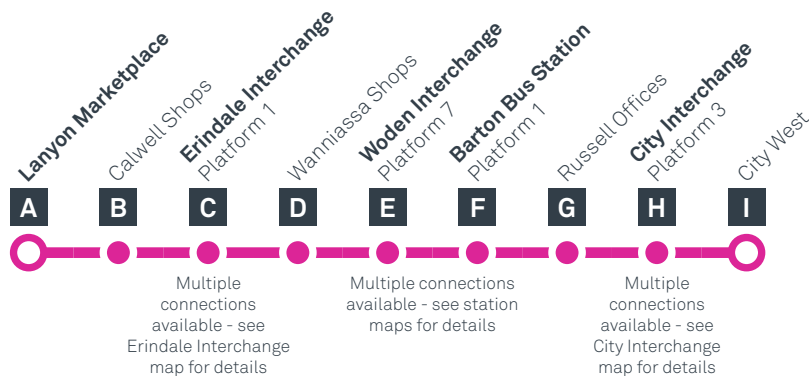 Lanyon Marketplace
Calwell Shops
Erindale Interchange
Platform 1
Wanniassa Shops
Woden Interchange
Platform 7
Barton Bus Station
Platform 1
Russell Offices
City Interchange
Platform 3
City West
A
B
C
D
E
F
G
H
I
Multiple
connections
available - see
Erindale Interchange
map for details
Multiple connections
available - see station
maps for details
Multiple
connections
available - see
City Interchange
map for details